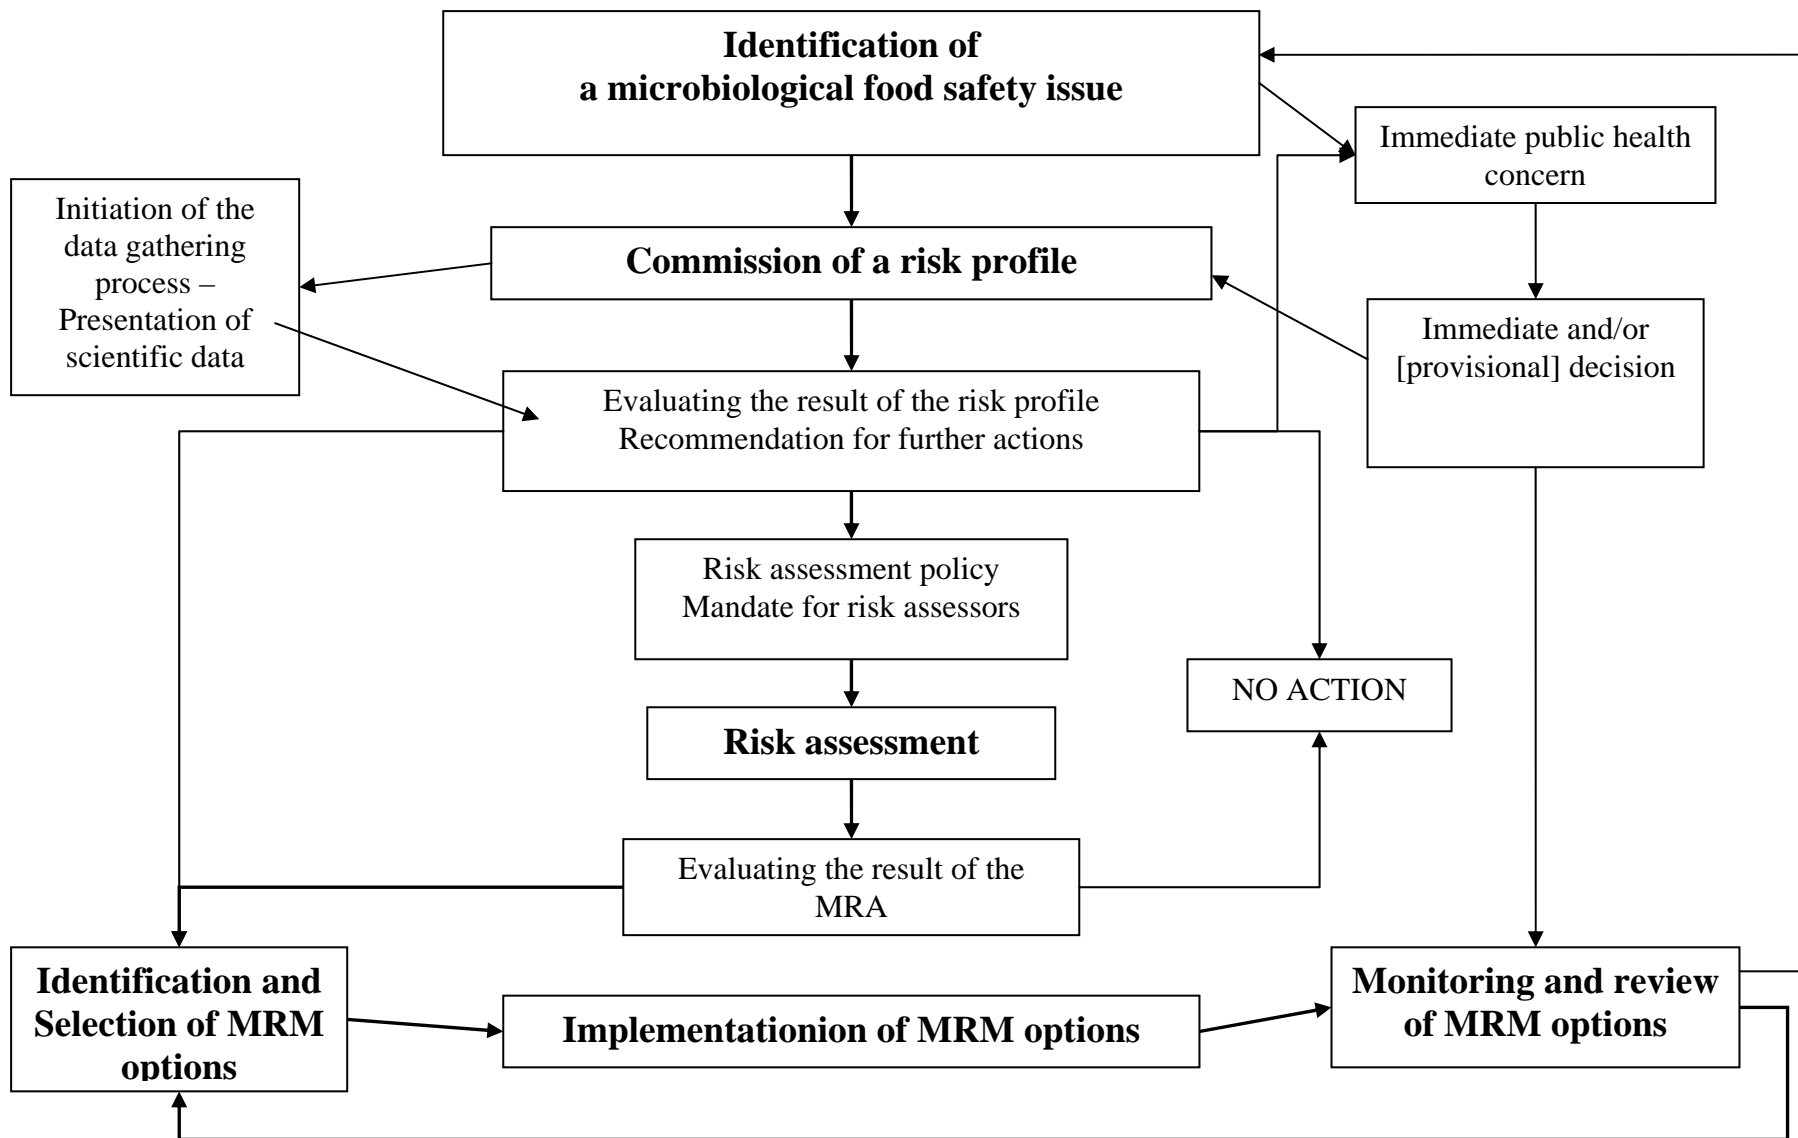 Identification of
a microbiological food safety issue
Immediate public health
concern
Initiation of the
data gathering
process –
Presentation of
scientific data
Commission of a risk profile
Immediate and/or
[provisional] decision
Evaluating the result of the risk profile
Recommendation for further actions
Risk assessment policy
Mandate for risk assessors
NO ACTION
Risk assessment
Evaluating the result of the
MRA
Identification and
Selection of MRM
options
Implementationion of MRM options
Monitoring and review
of MRM options